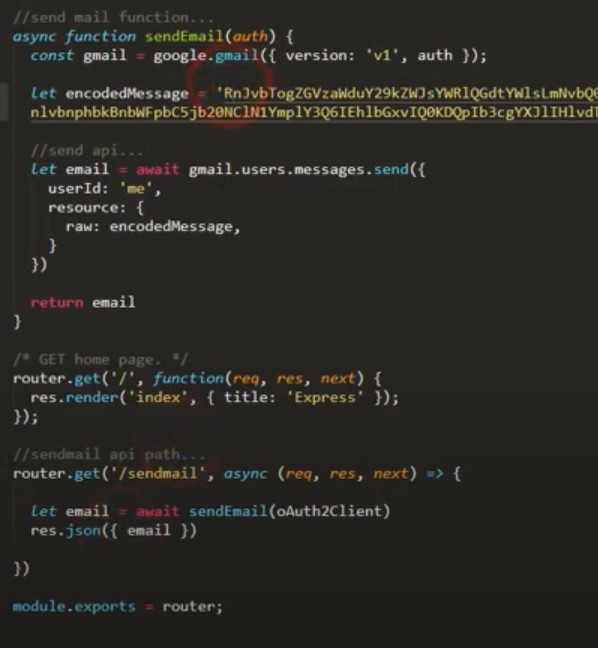 //send mail function...
async function sendEmail(auth) {
const gmail = google.gmail({ version: 'v1', auth });
let encodedMessage = 
//send api...
let email = await gmail.users.messages.send({
userId: 'me',
resource: {
raw: encodedMessage,
}
})
return email
}
/* GET home page. */
router.get('/', function(req, res, next) {
res.render('index', { title: 'Express' });
});
//sendmail api path...
router.get('/sendmail', async (req, res, next) => {
let email = await sendEmail(oAuth2Client)
res.json({ email })
})
module.exports = router;